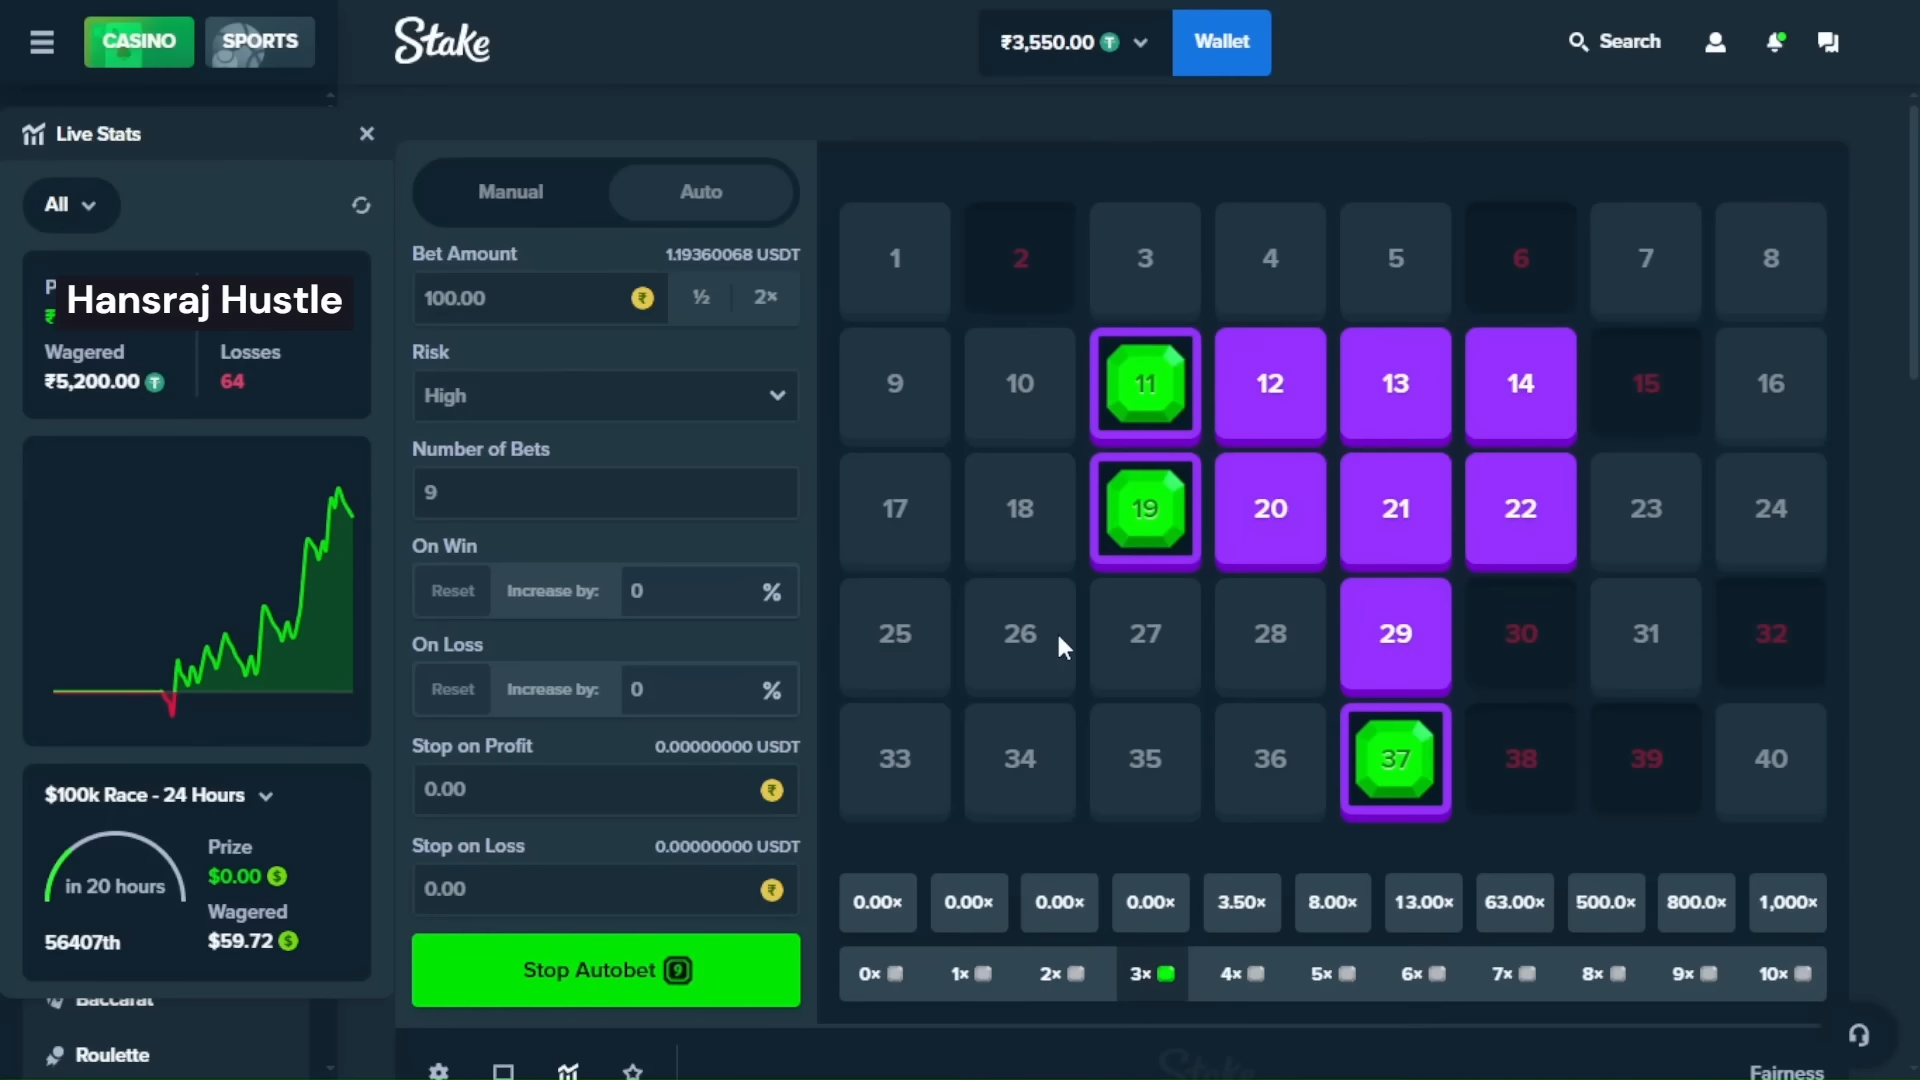 CASINO
SPORTS
Stake
₹3,550.00
Wallet
Search
Live Stats
All
Hansraj Hustle
Wagered
₹5,200.00
Losses
64
$100k Race - 24 Hours
in 20 hours
56407th
Prize
$0.00
Wagered
$59.72
Baccarat
Roulette
Manual
Auto
Bet Amount
1.19360068 USDT
100.00
½
2×
Risk
High
Number of Bets
9
On Win
Reset
Increase by:
0
%
On Loss
Reset
Increase by:
0
%
Stop on Profit
0.00000000 USDT
0.00
Stop on Loss
0.00000000 USDT
0.00
Stop Autobet 9
1 2 3 4 5 6 7 8
9 10 11 12 13 14 15 16
17 18 19 20 21 22 23 24
25 26 27 28 29 30 31 32
33 34 35 36 37 38 39 40
0.00× 0.00× 0.00× 0.00× 3.50× 8.00× 13.00× 63.00× 500.0× 800.0× 1,000×
0× 1× 2× 3× 4× 5× 6× 7× 8× 9× 10×
Stake
Fairness